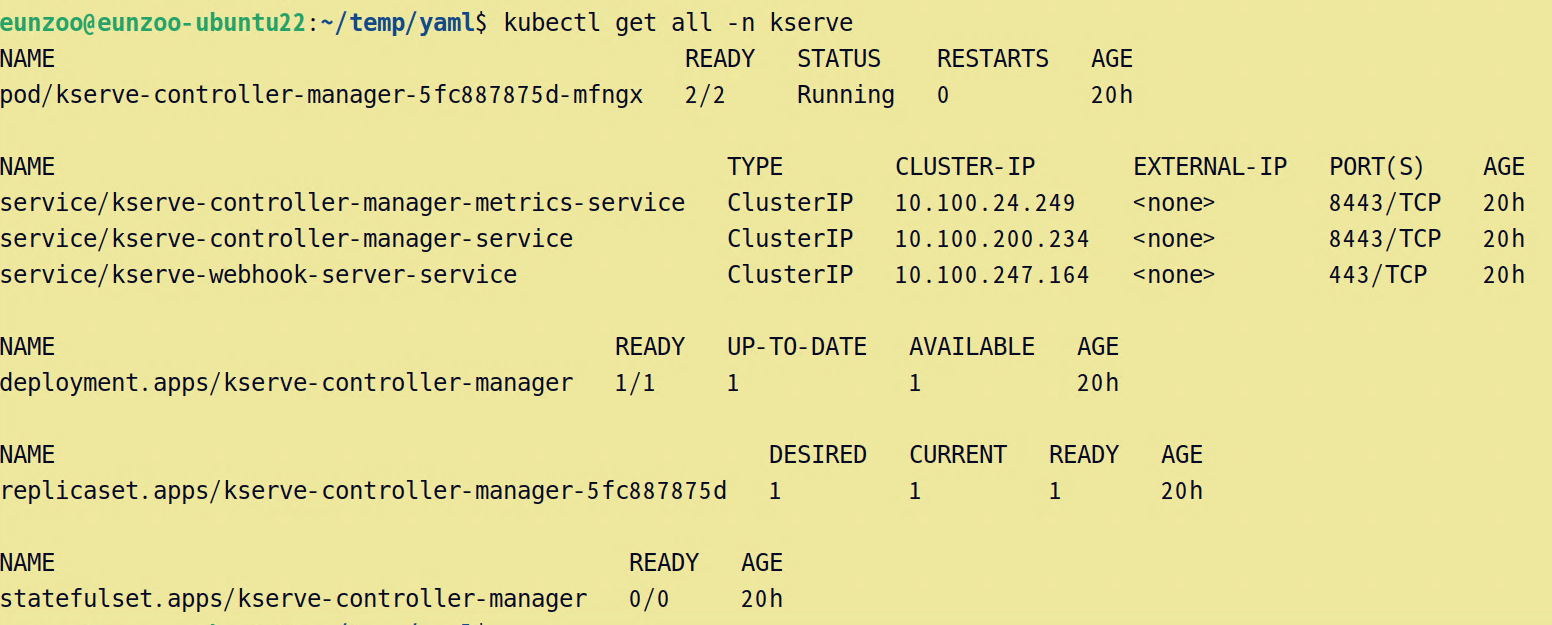 eunzoo@eunzoo-ubuntu22:~/temp/yaml$ kubectl get all -n kserve
NAME                                             READY   STATUS    RESTARTS   AGE
pod/kserve-controller-manager-5fc887875d-mfngx   2/2     Running   0          20h

NAME                                                TYPE        CLUSTER-IP       EXTERNAL-IP   PORT(S)    AGE
service/kserve-controller-manager-metrics-service   ClusterIP   10.100.24.249    <none>        8443/TCP   20h
service/kserve-controller-manager-service           ClusterIP   10.100.200.234   <none>        8443/TCP   20h
service/kserve-webhook-server-service               ClusterIP   10.100.247.164   <none>        443/TCP    20h

NAME                                        READY   UP-TO-DATE   AVAILABLE   AGE
deployment.apps/kserve-controller-manager   1/1     1            1           20h

NAME                                                   DESIRED   CURRENT   READY   AGE
replicaset.apps/kserve-controller-manager-5fc887875d   1         1         1       20h

NAME                                         READY   AGE
statefulset.apps/kserve-controller-manager   0/0     20h